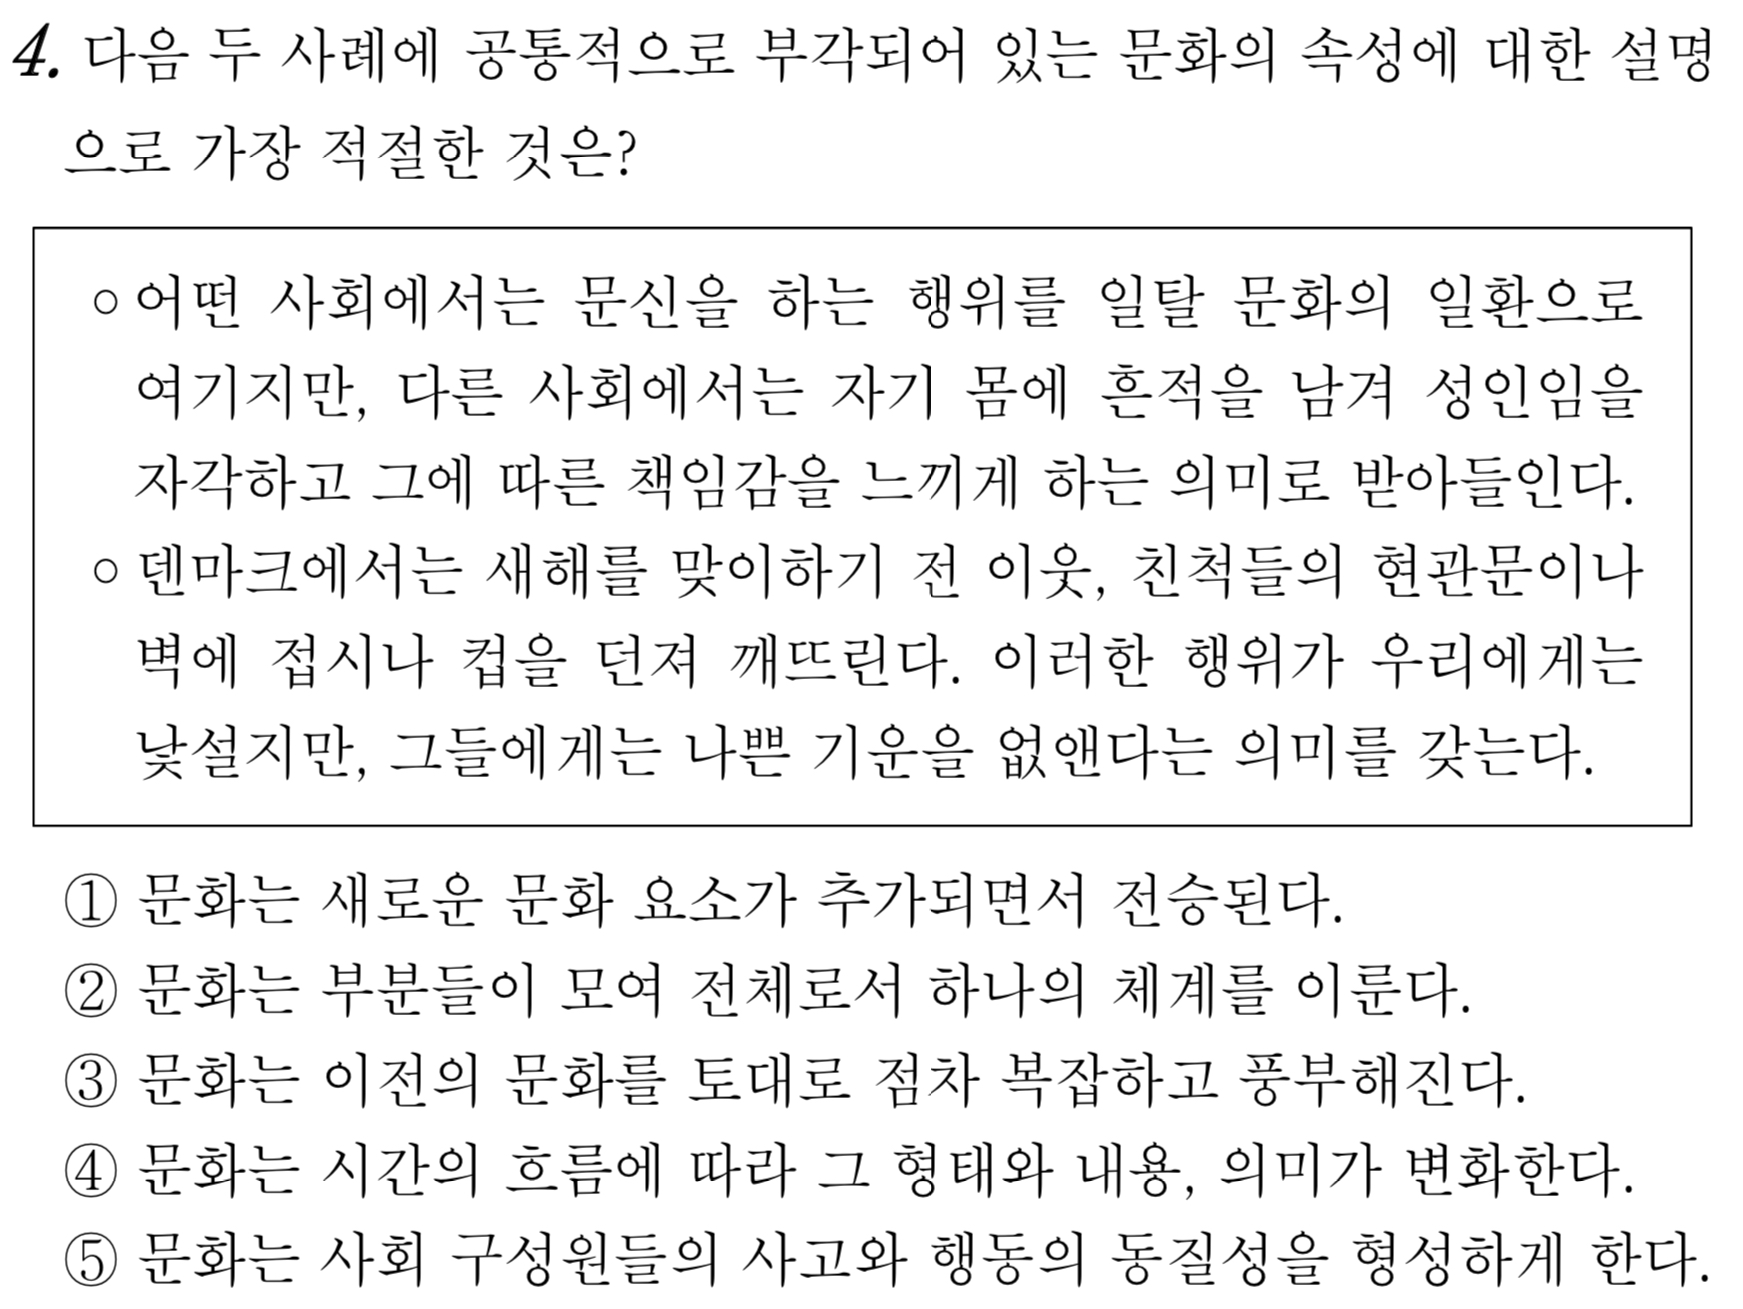 4. 다음 두 사례에 공통적으로 부각되어 있는 문화의 속성에 대한 설명
으로 가장 적절한 것은?
○ 어떤 사회에서는 문신을 하는 행위를 일탈 문화의 일환으로
여기지만, 다른 사회에서는 자기 몸에 흔적을 남겨 성인임을
자각하고 그에 따른 책임감을 느끼게 하는 의미로 받아들인다.
○ 덴마크에서는 새해를 맞이하기 전 이웃, 친척들의 현관문이나
벽에 접시나 컵을 던져 깨뜨린다. 이러한 행위가 우리에게는
낯설지만, 그들에게는 나쁜 기운을 없앤다는 의미를 갖는다.
① 문화는 새로운 문화 요소가 추가되면서 전승된다.
② 문화는 부분들이 모여 전체로서 하나의 체계를 이룬다.
③ 문화는 이전의 문화를 토대로 점차 복잡하고 풍부해진다.
④ 문화는 시간의 흐름에 따라 그 형태와 내용, 의미가 변화한다.
⑤ 문화는 사회 구성원들의 사고와 행동의 동질성을 형성하게 한다.